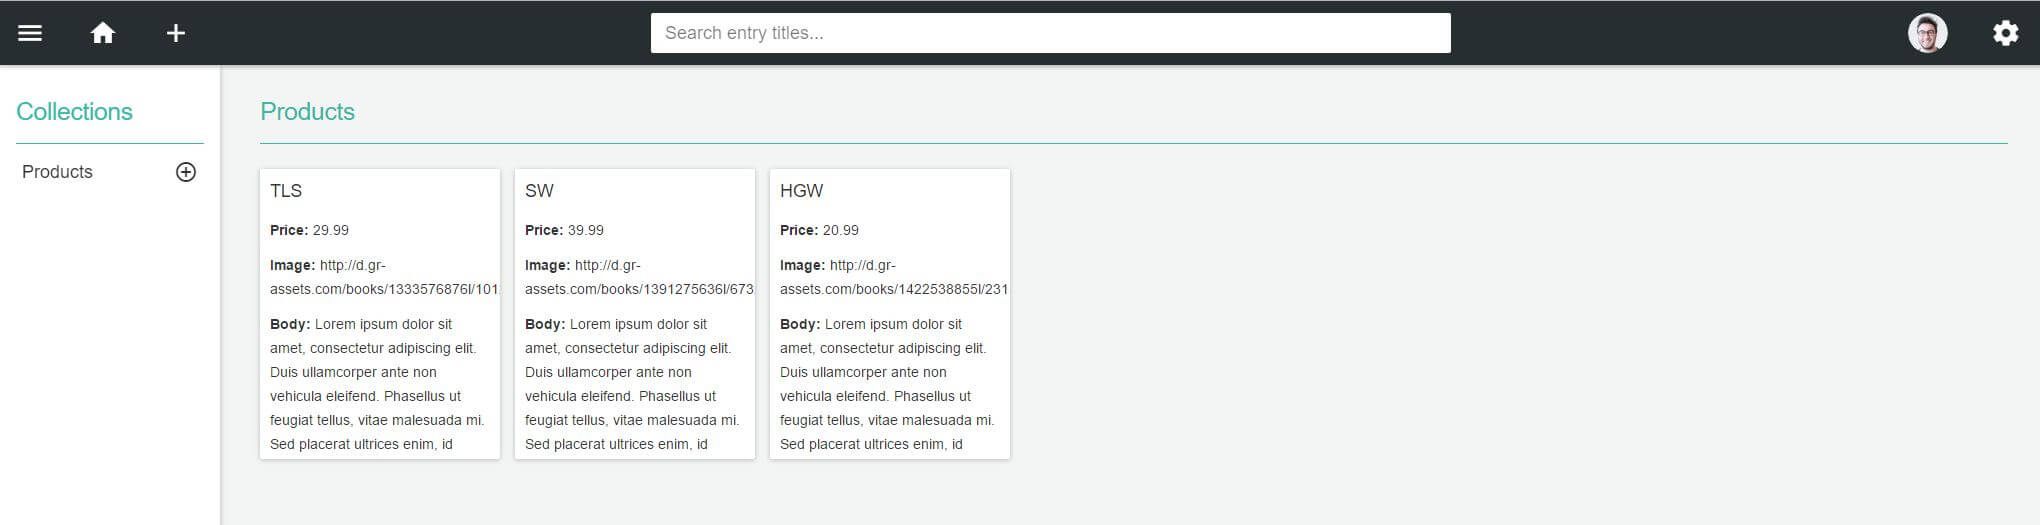 Search entry titles...
Collections
Products
Products
TLS
Price: 29.99
Image: http://d.gr-
assets.com/books/1333576876l/101
Body: Lorem ipsum dolor sit
amet, consectetur adipiscing elit.
Duis ullamcorper ante non
vehicula eleifend. Phasellus ut
feugiat tellus, vitae malesuada mi.
Sed placerat ultrices enim, id
SW
Price: 39.99
Image: http://d.gr-
assets.com/books/1391275636l/673
Body: Lorem ipsum dolor sit
amet, consectetur adipiscing elit.
Duis ullamcorper ante non
vehicula eleifend. Phasellus ut
feugiat tellus, vitae malesuada mi.
Sed placerat ultrices enim, id
HGW
Price: 20.99
Image: http://d.gr-
assets.com/books/1422538855l/231
Body: Lorem ipsum dolor sit
amet, consectetur adipiscing elit.
Duis ullamcorper ante non
vehicula eleifend. Phasellus ut
feugiat tellus, vitae malesuada mi.
Sed placerat ultrices enim, id